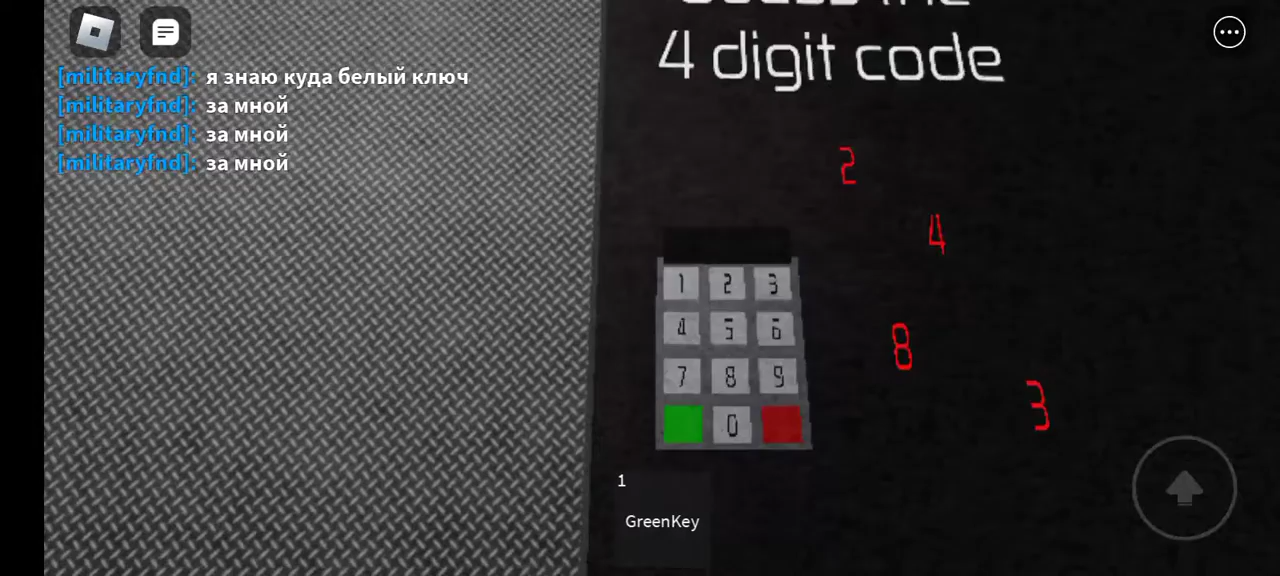 [militaryfnd]: я знаю куда белый ключ
[militaryfnd]: за мной
[militaryfnd]: за мной
[militaryfnd]: за мной
4 digit code
2
4
8
3
1 2 3
4 5 6
7 8 9
0
1
GreenKey